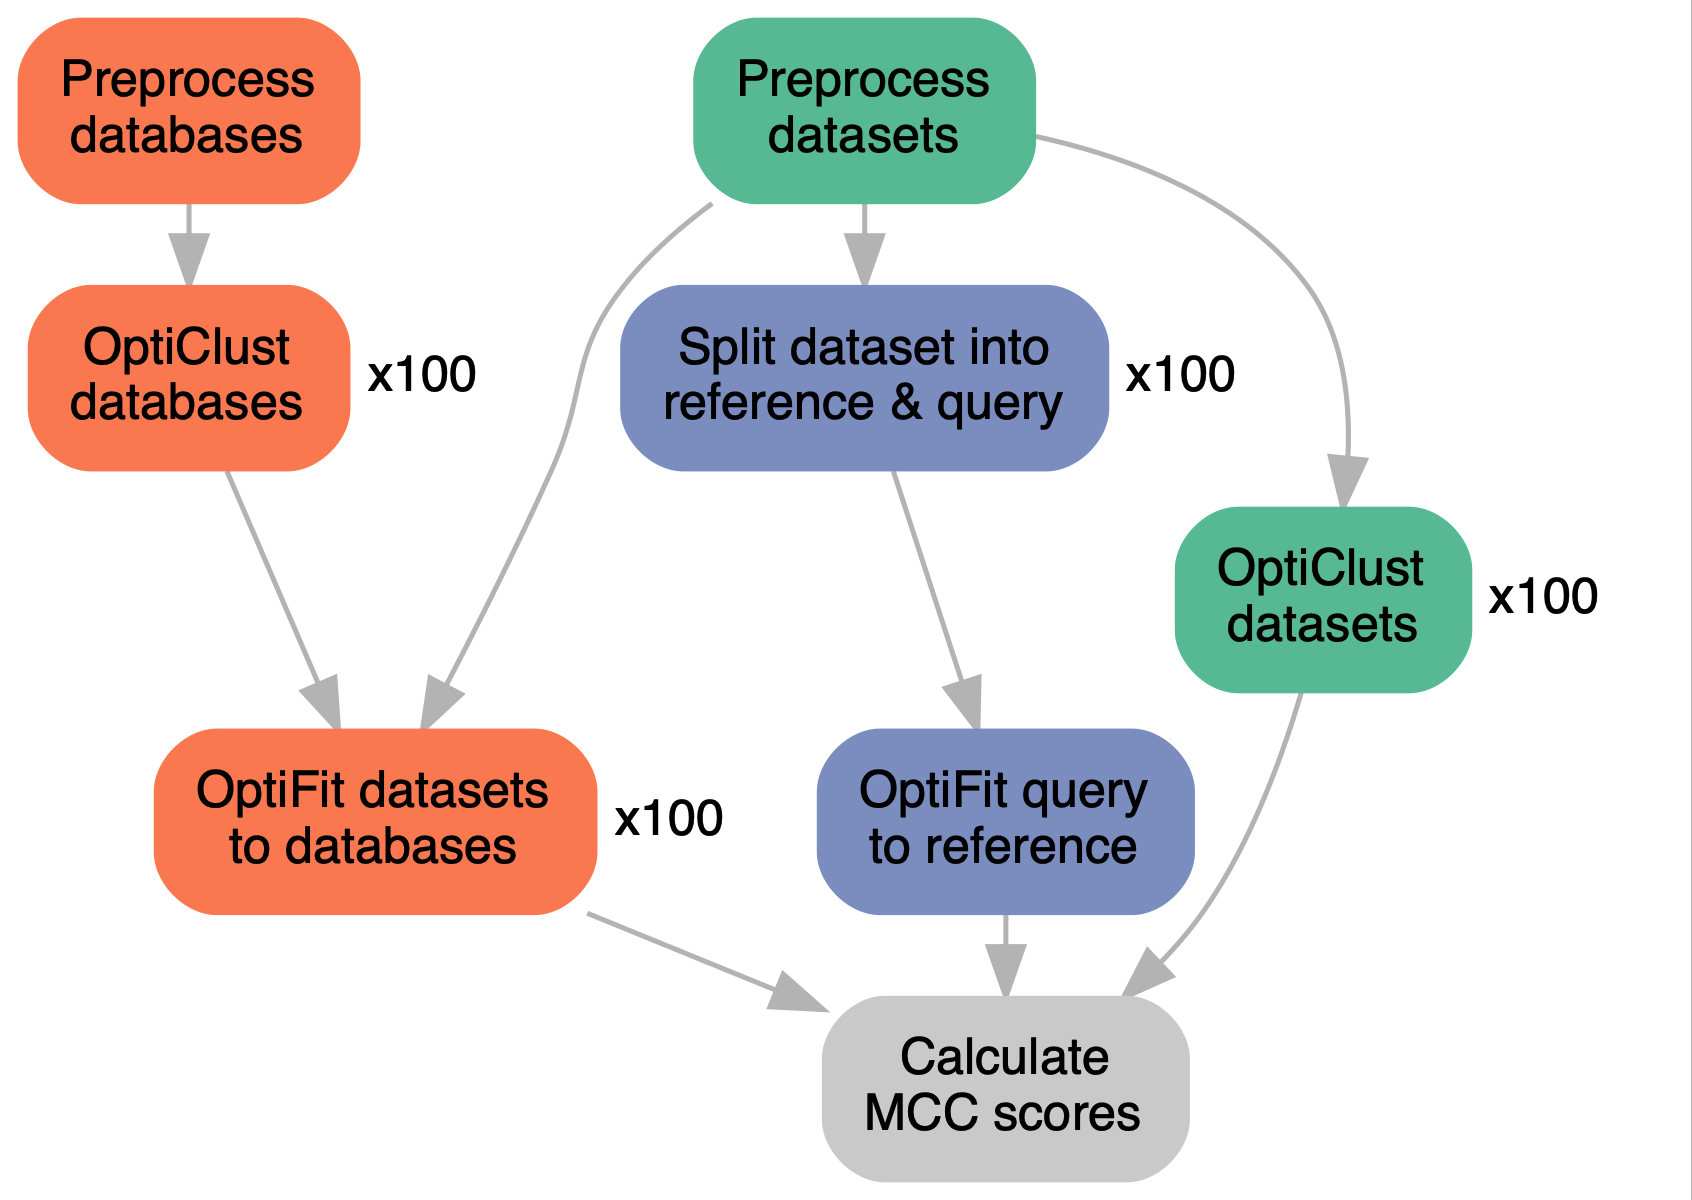 Preprocess
databases
Preprocess
datasets
OptiClust
databases
x100
Split dataset into
reference & query
x100
OptiClust
datasets
x100
OptiFit datasets
to databases
x100
OptiFit query
to reference
Calculate
MCC scores